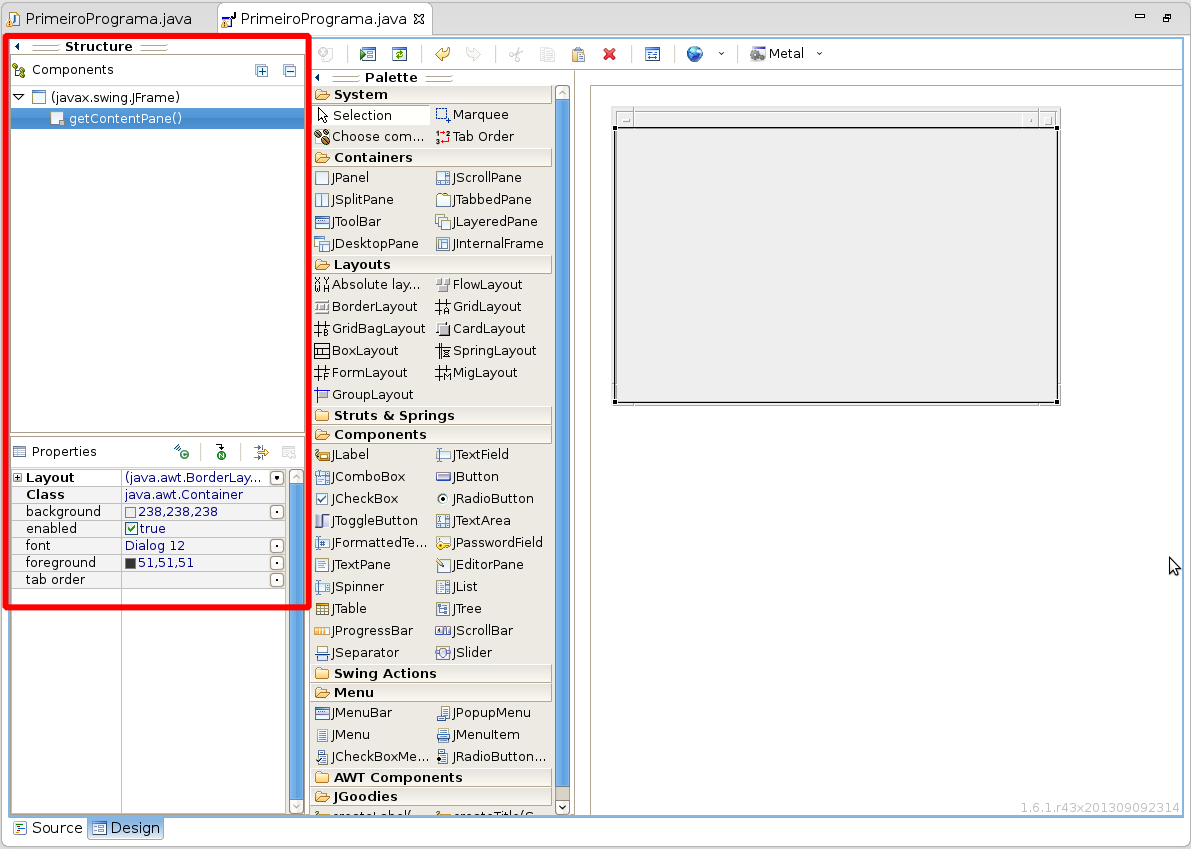 PrimeiroPrograma.java
PrimeiroPrograma.java
Structure
Components
(javax.swing.JFrame)
getContentPane()
Properties
Layout (java.awt.BorderLay...
Class java.awt.Container
background 238,238,238
enabled true
font Dialog 12
foreground 51,51,51
tab order
Metal
Palette
System
Selection Marquee
Choose com... Tab Order
Containers
JPanel JScrollPane
JSplitPane JTabbedPane
JToolBar JLayeredPane
JDesktopPane JInternalFrame
Layouts
Absolute lay... FlowLayout
BorderLayout GridLayout
GridBagLayout CardLayout
BoxLayout SpringLayout
FormLayout MigLayout
GroupLayout
Struts & Springs
Components
JLabel JTextField
JComboBox JButton
JCheckBox JRadioButton
JToggleButton JTextArea
JFormattedTe... JPasswordField
JTextPane JEditorPane
JSpinner JList
JTable JTree
JProgressBar JScrollBar
JSeparator JSlider
Swing Actions
Menu
JMenuBar JPopupMenu
JMenu JMenuItem
JCheckBoxMe... JRadioButton...
AWT Components
JGoodies
1.6.1.r43x201309092314
Source Design